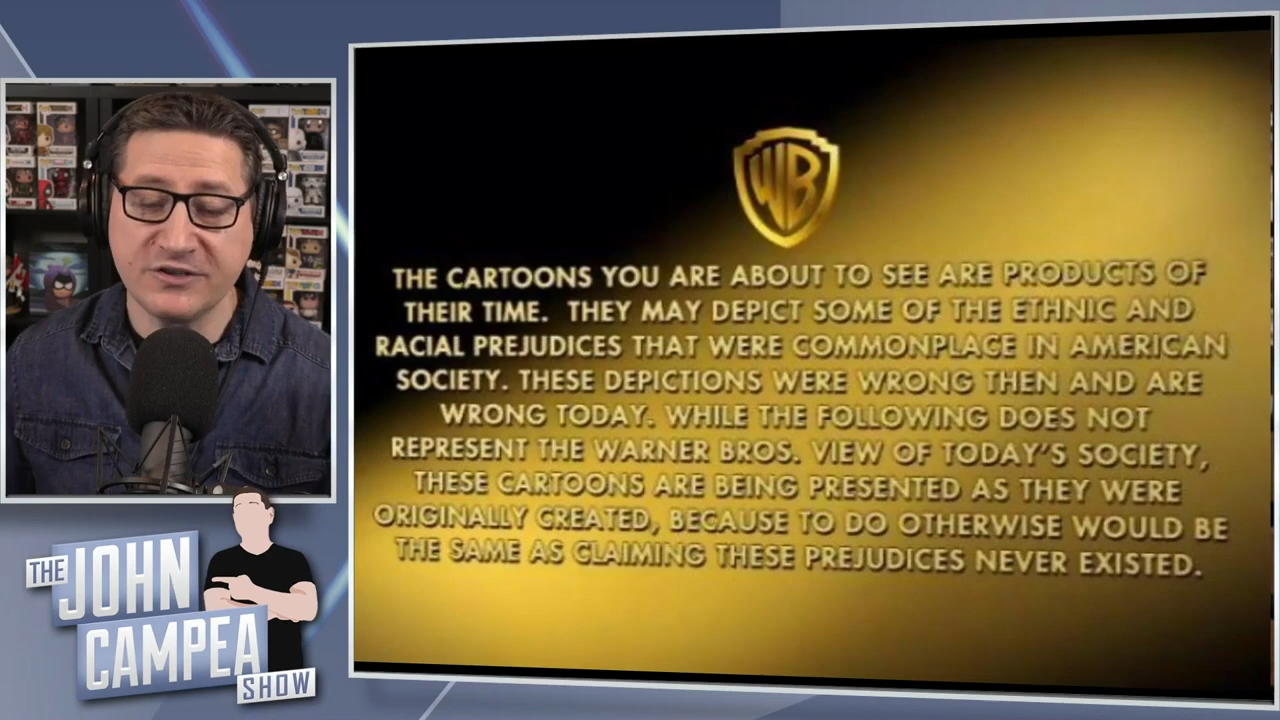 WB
THE CARTOONS YOU ARE ABOUT TO SEE ARE PRODUCTS OF
THEIR TIME. THEY MAY DEPICT SOME OF THE ETHNIC AND
RACIAL PREJUDICES THAT WERE COMMONPLACE IN AMERICAN
SOCIETY. THESE DEPICTIONS WERE WRONG THEN AND ARE
WRONG TODAY. WHILE THE FOLLOWING DOES NOT
REPRESENT THE WARNER BROS. VIEW OF TODAY'S SOCIETY,
THESE CARTOONS ARE BEING PRESENTED AS THEY WERE
ORIGINALLY CREATED, BECAUSE TO DO OTHERWISE WOULD BE
THE SAME AS CLAIMING THESE PREJUDICES NEVER EXISTED.
THE
JOHN
CAMPEA
SHOW